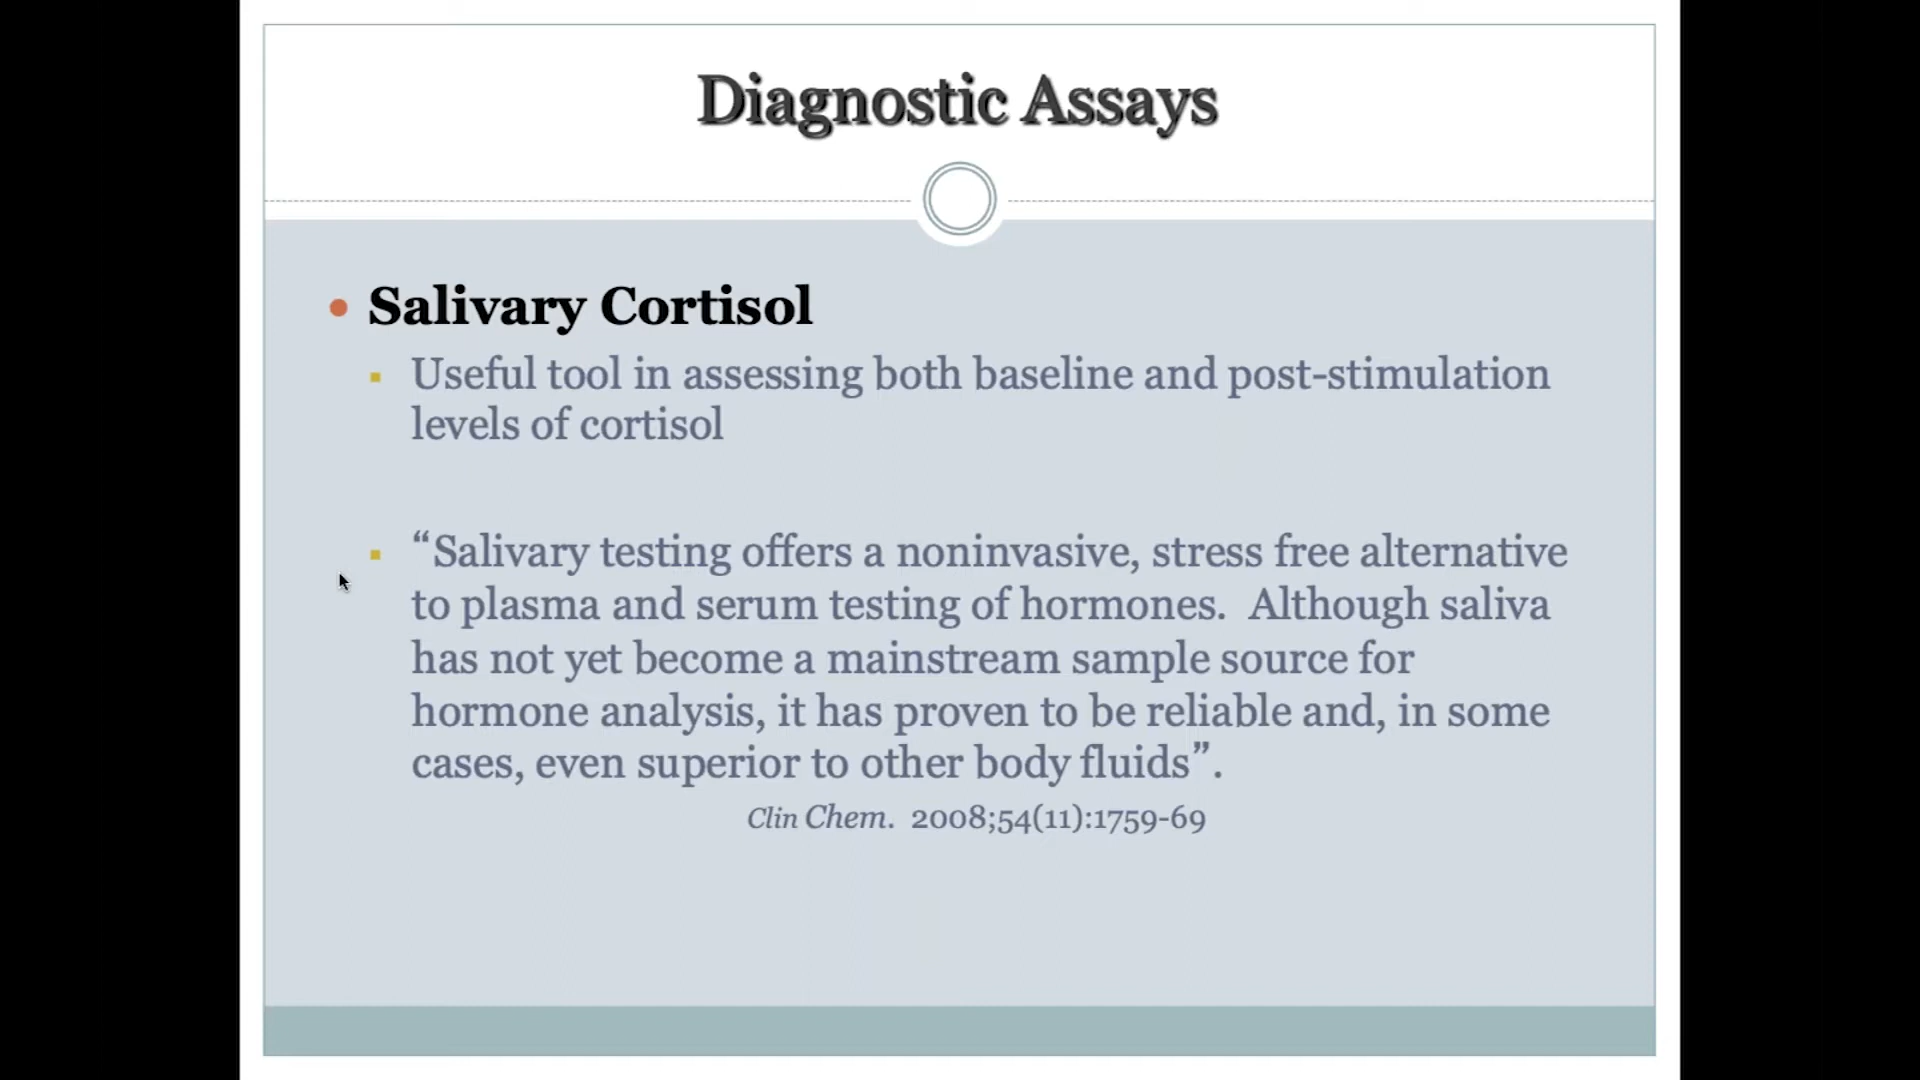 Diagnostic Assays
Salivary Cortisol
Useful tool in assessing both baseline and post-stimulation
levels of cortisol
“Salivary testing offers a noninvasive, stress free alternative
to plasma and serum testing of hormones.  Although saliva
has not yet become a mainstream sample source for
hormone analysis, it has proven to be reliable and, in some
cases, even superior to other body fluids”.
Clin Chem.  2008;54(11):1759-69